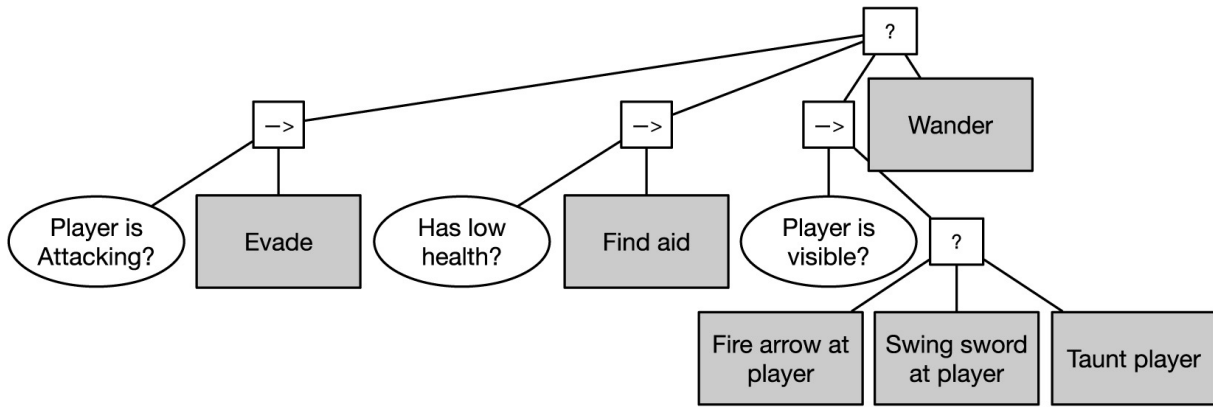 ?
—>
—>
—>
Wander
Player is
Attacking?
Evade
Has low
health?
Find aid
Player is
visible?
?
Fire arrow at
player
Swing sword
at player
Taunt player